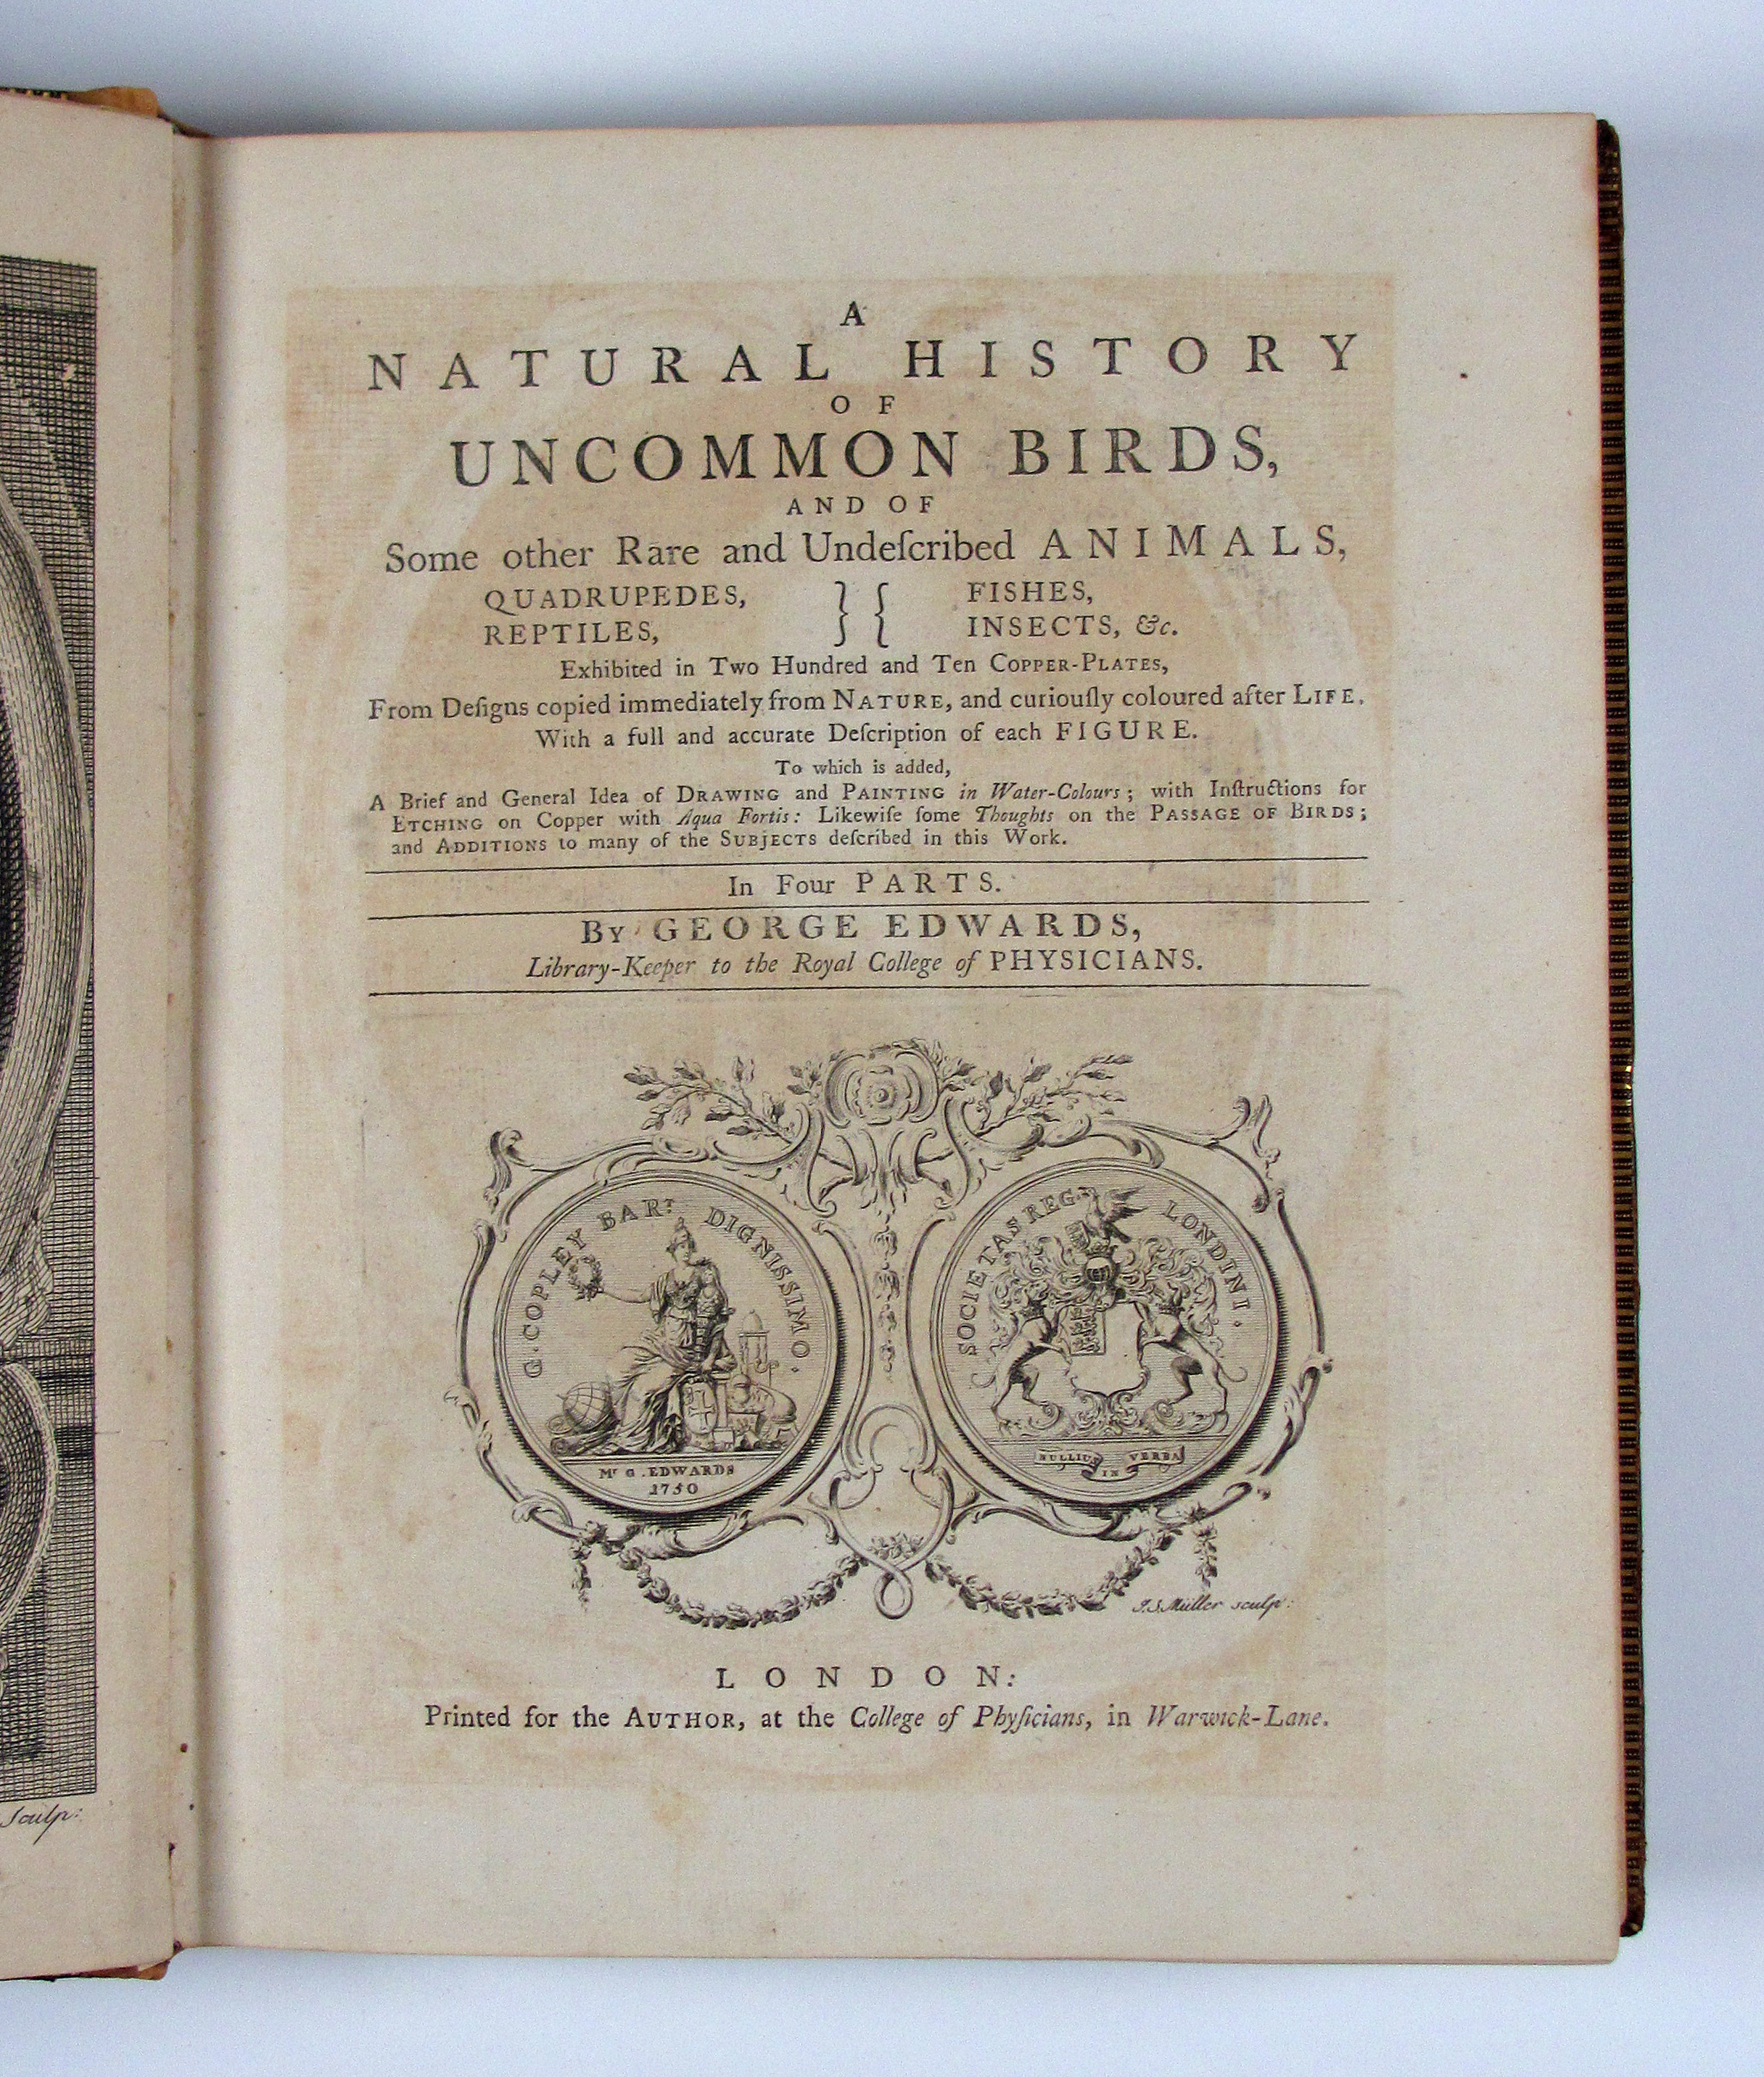 A
NATURAL HISTORY
OF
UNCOMMON BIRDS,
AND OF
Some other Rare and Undeſcribed ANIMALS,
QUADRUPEDES, } { FISHES,
REPTILES, INSECTS, &c.
Exhibited in Two Hundred and Ten COPPER-PLATES,
From Deſigns copied immediately from NATURE, and curiouſly coloured after LIFE.
With a full and accurate Deſcription of each FIGURE.
To which is added,
A Brief and General Idea of DRAWING and PAINTING in Water-Colours; with Inſtructions for
ETCHING on Copper with Aqua Fortis: Likewiſe ſome Thoughts on the PASSAGE OF BIRDS;
and ADDITIONS to many of the SUBJECTS deſcribed in this Work.
In Four PARTS.
By GEORGE EDWARDS,
Library-Keeper to the Royal College of PHYSICIANS.
G. COPLEY BAR.T DIGNISSIMO.
Mr G. EDWARDS
1750
SOCIETAS REG. LONDINI.
NULLIUS IN VERBA
J.S. Müller sculp:
LONDON:
Printed for the AUTHOR, at the College of Phyſicians, in Warwick-Lane.
Sculp: